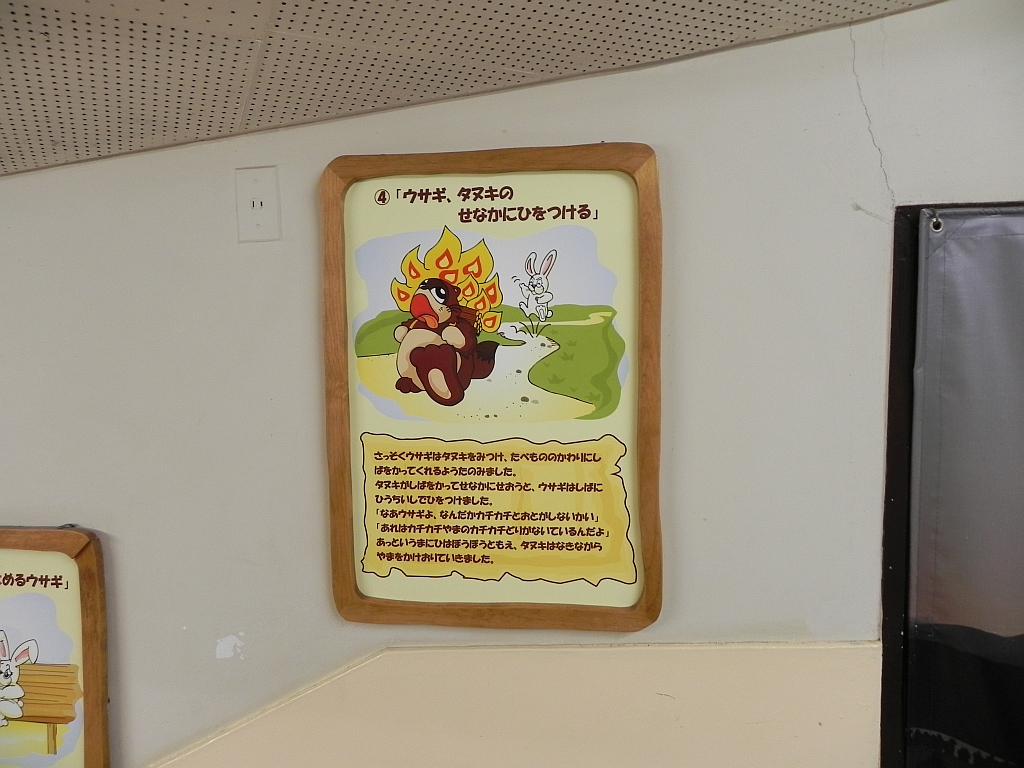 ④「ウサギ、タヌキの
せなかにひをつける」
さっそくウサギはタヌキをみつけ、たべもののかわりにし
ばをかってくれるようたのみました。
タヌキがしばをかってせなかにせおうと、ウサギはしばに
ひうちいしでひをつけました。
「なあウサギよ、なんだかカチカチとおとがしないかい」
「あれはカチカチやまのカチカチどりがないているんだよ」
あっというまにひはぼうぼうともえ、タヌキはなきながら
やまをかけおりていきました。
めるウサギ」